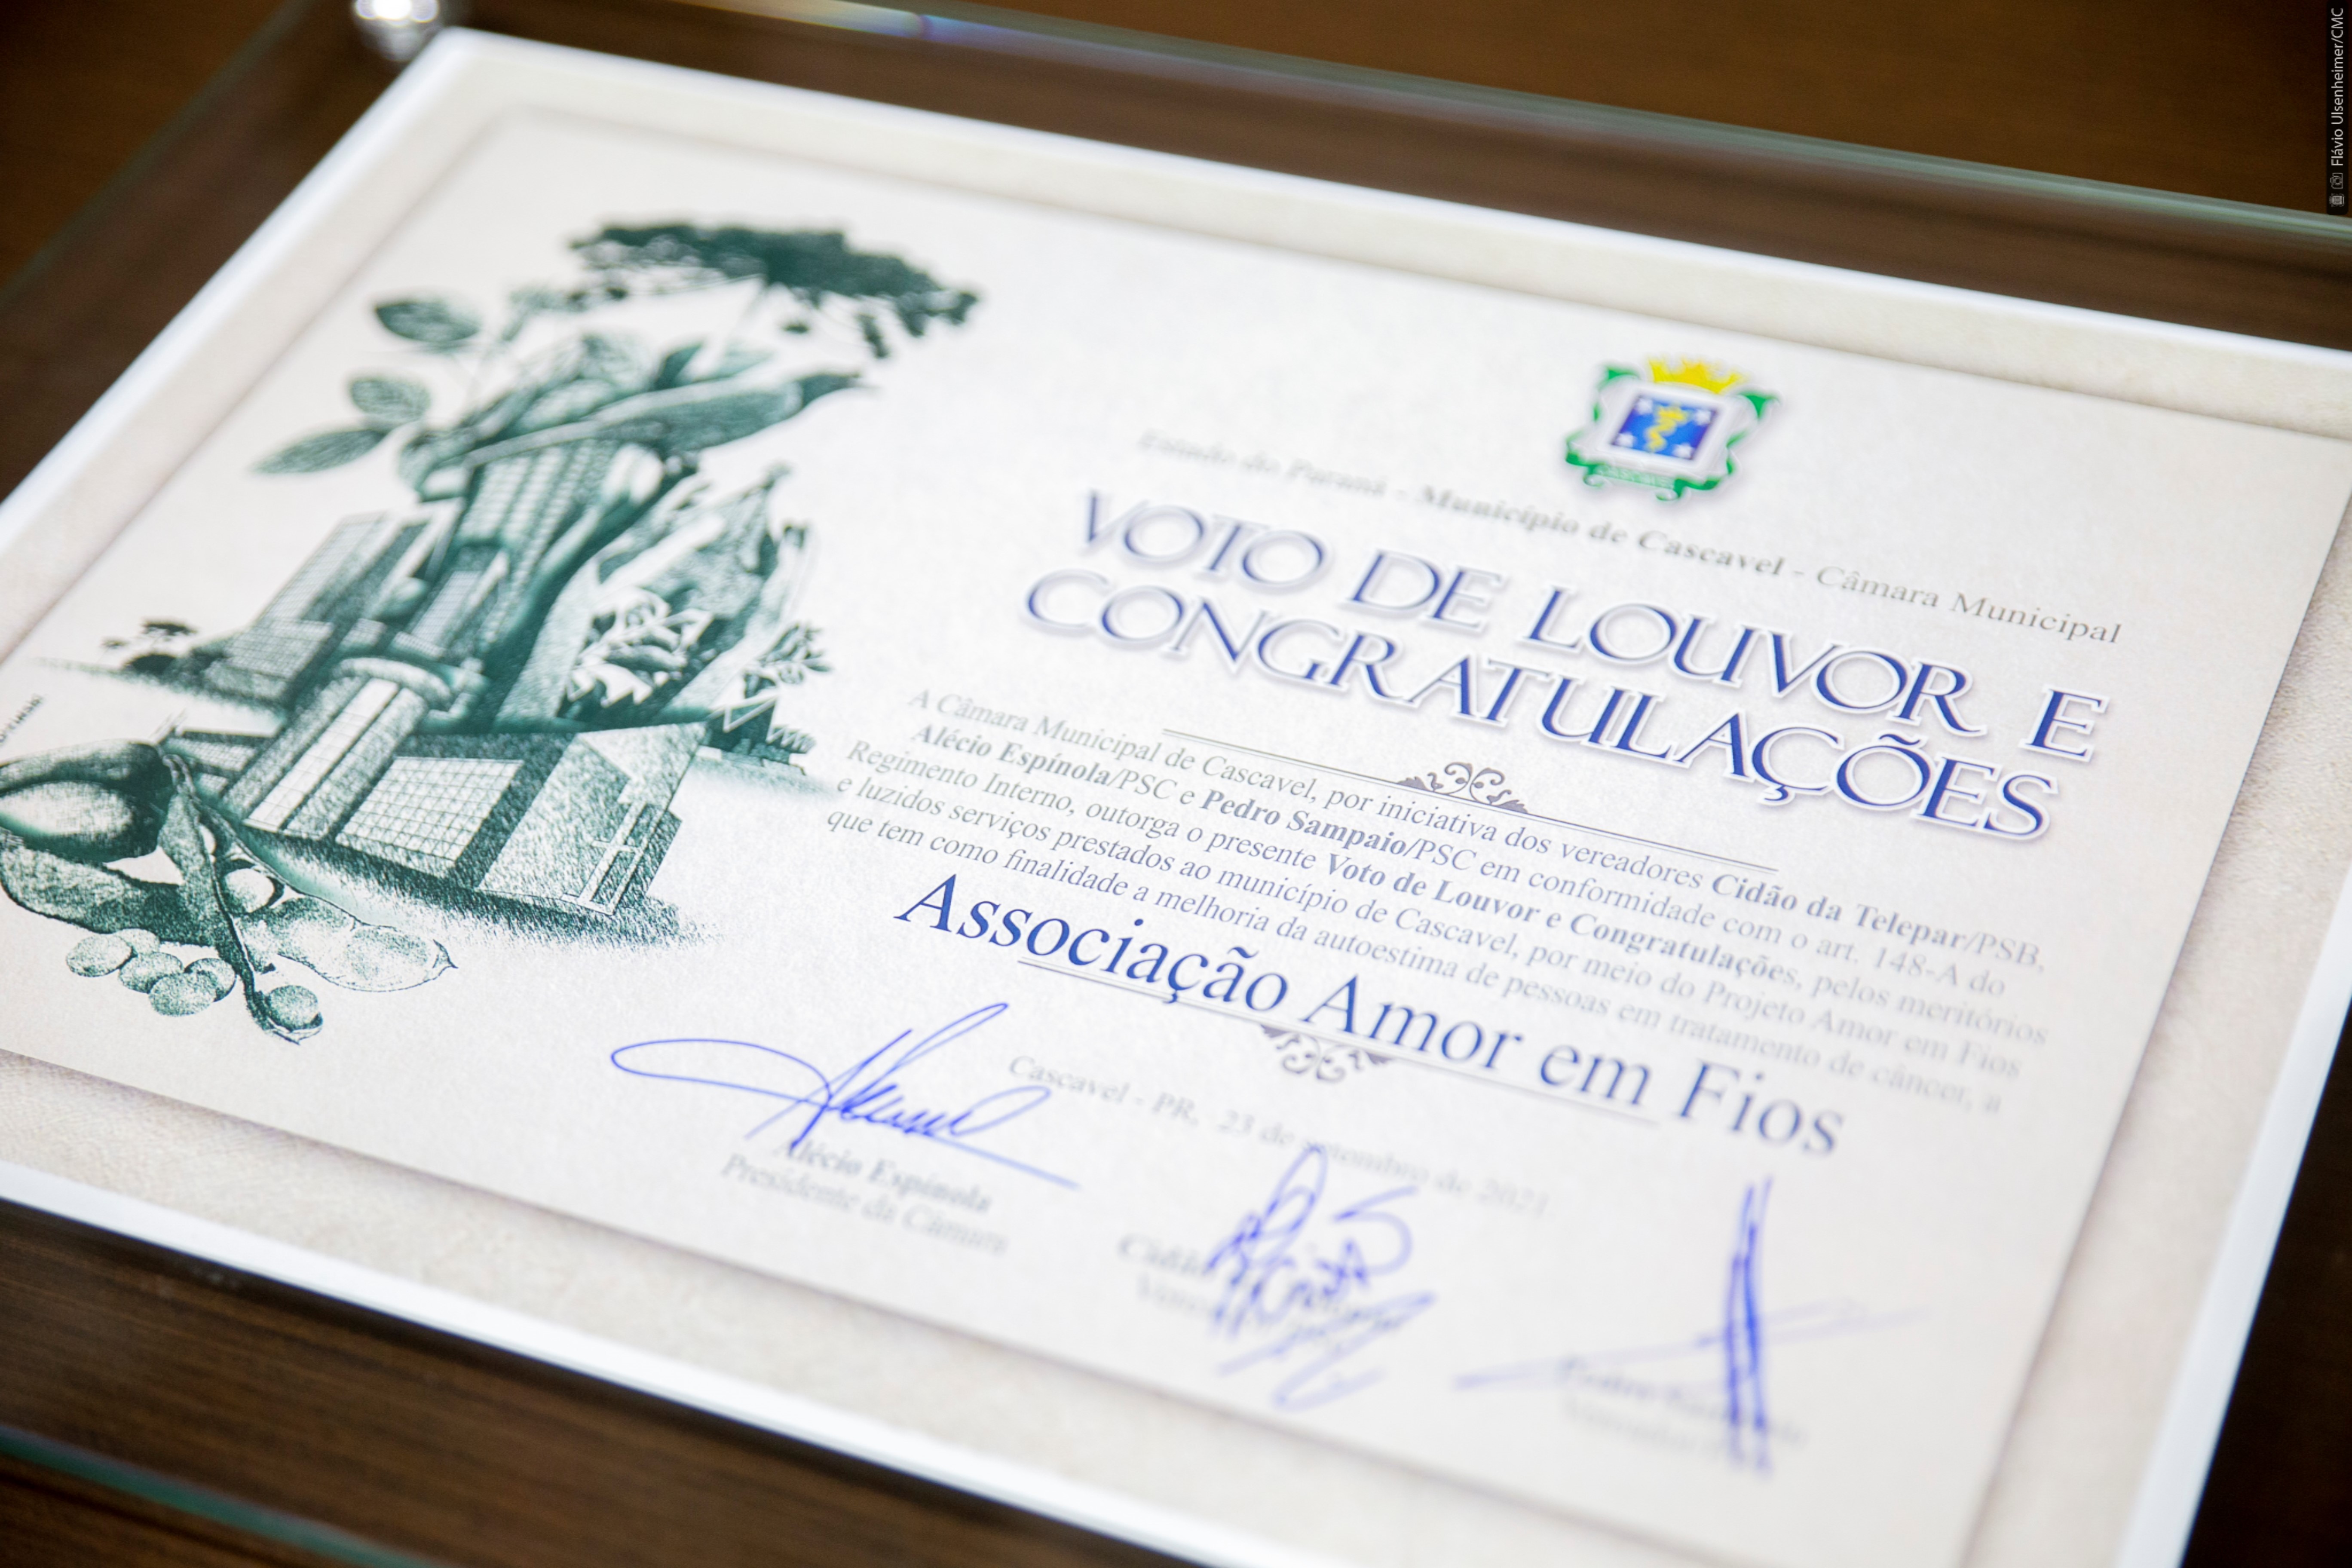 Flávio Ulsenheimer/CMC
Estado do Paraná - Município de Cascavel - Câmara Municipal
VOTO DE LOUVOR E
CONGRATULAÇÕES
A Câmara Municipal de Cascavel, por iniciativa dos vereadores Cidão da Telepar/PSB,
Alécio Espínola/PSC e Pedro Sampaio/PSC em conformidade com o art. 148-A do
Regimento Interno, outorga o presente Voto de Louvor e Congratulações, pelos meritórios
e luzidos serviços prestados ao município de Cascavel, por meio do Projeto Amor em Fios
que tem como finalidade a melhoria da autoestima de pessoas em tratamento de câncer, a
Associação Amor em Fios
Cascavel - PR, 23 de setembro de 2021.
Alécio Espínola
Presidente da Câmara